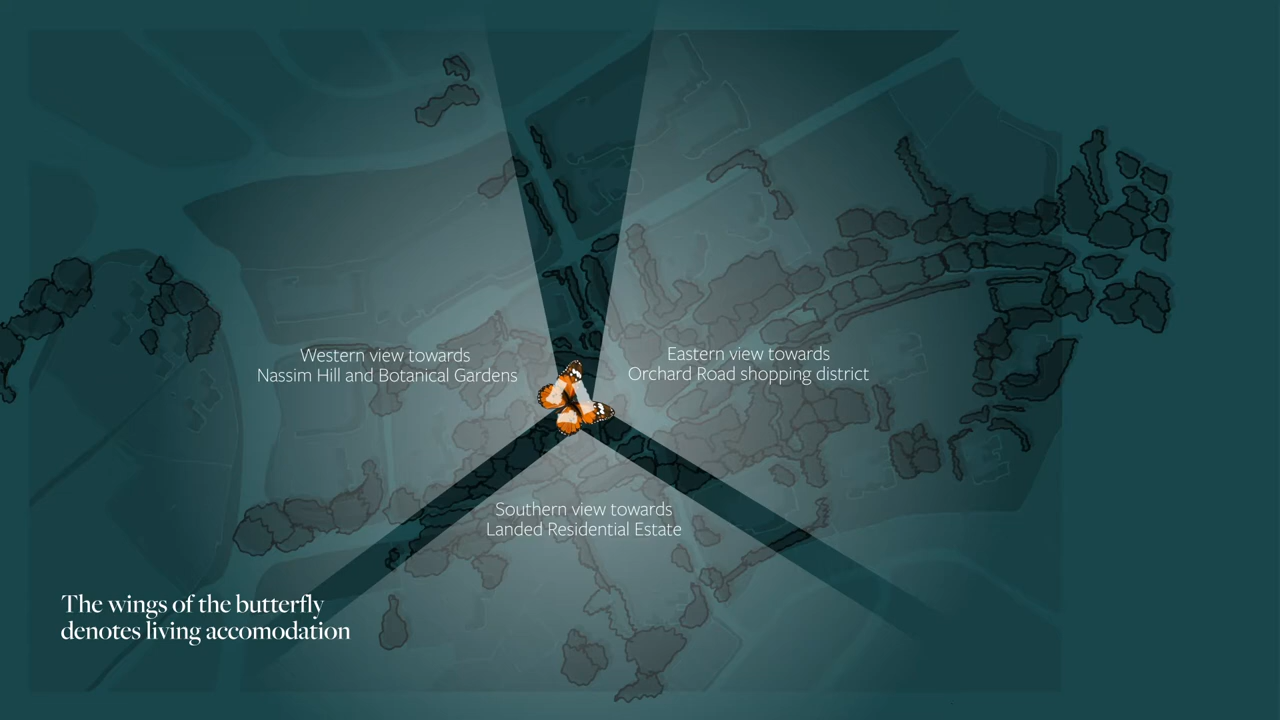 Western view towards
Nassim Hill and Botanical Gardens
Eastern view towards
Orchard Road shopping district
Southern view towards
Landed Residential Estate
The wings of the butterfly
denotes living accomodation